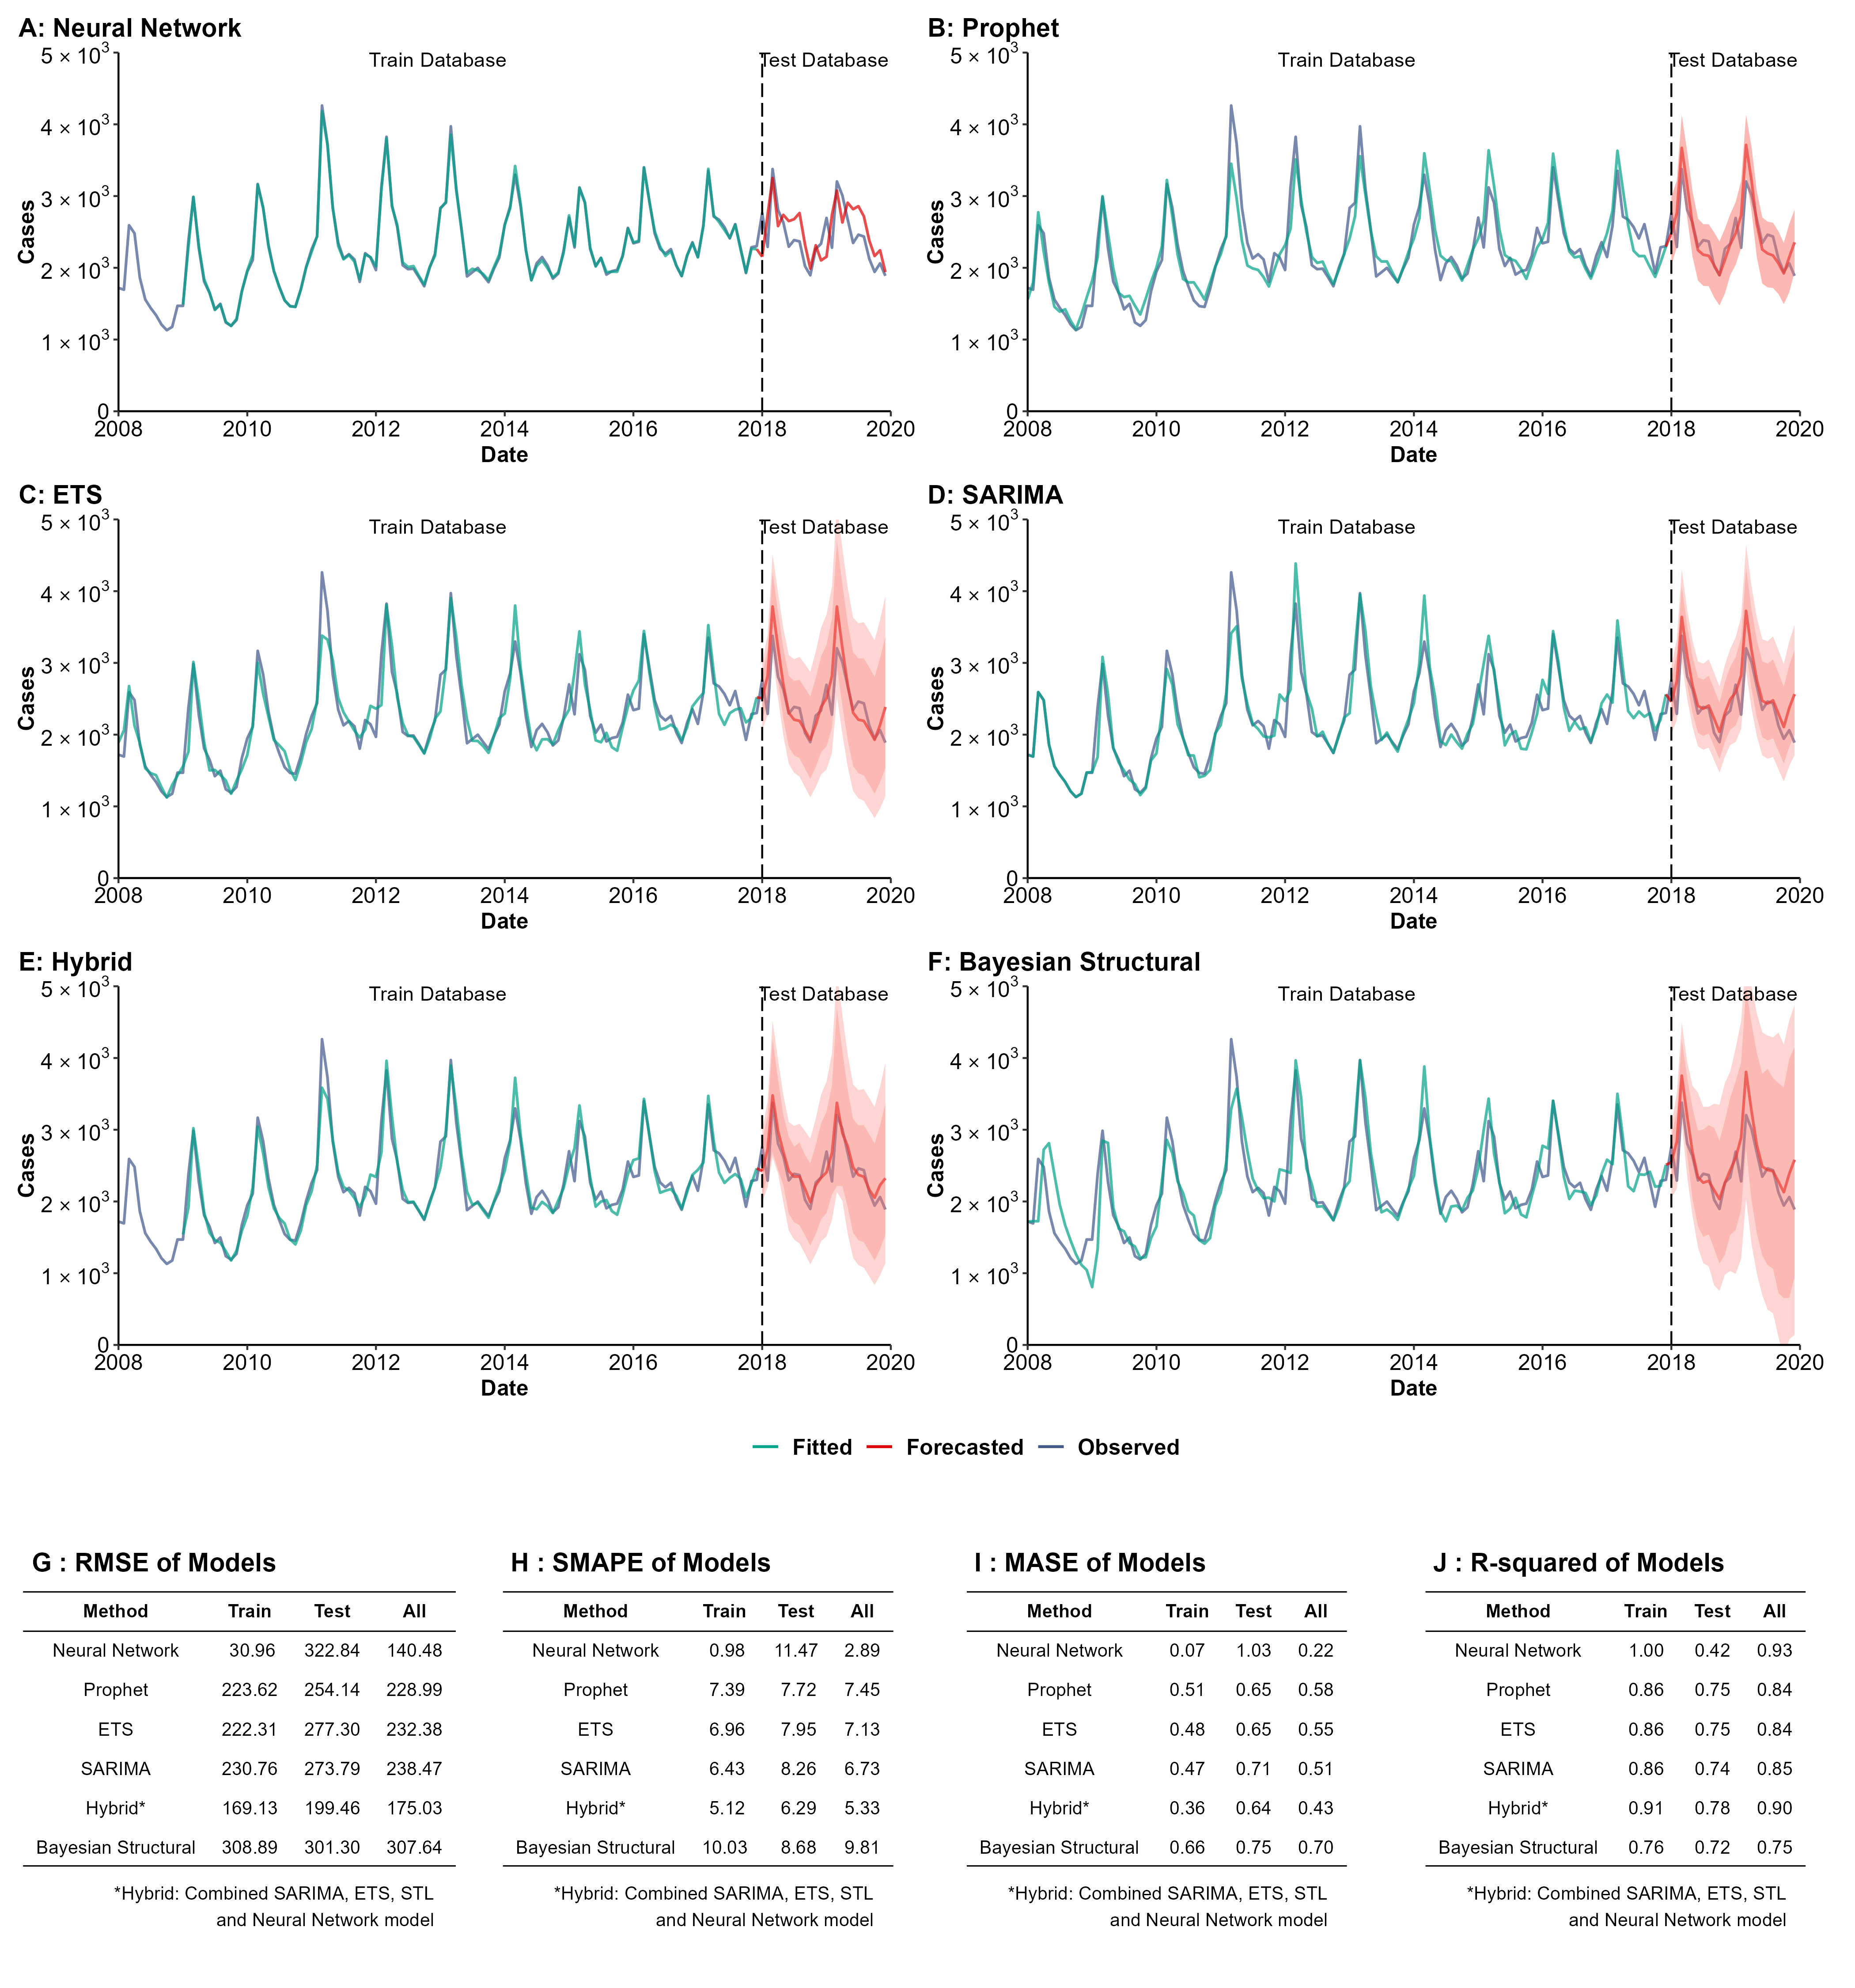 A: Neural Network
Train Database
Test Database
5 × 10³
4 × 10³
3 × 10³
2 × 10³
1 × 10³
0
Cases
2008 2010 2012 2014 2016 2018 2020
Date
B: Prophet
Train Database
Test Database
5 × 10³
4 × 10³
3 × 10³
2 × 10³
1 × 10³
0
Cases
2008 2010 2012 2014 2016 2018 2020
Date
C: ETS
Train Database
Test Database
5 × 10³
4 × 10³
3 × 10³
2 × 10³
1 × 10³
0
Cases
2008 2010 2012 2014 2016 2018 2020
Date
D: SARIMA
Train Database
Test Database
5 × 10³
4 × 10³
3 × 10³
2 × 10³
1 × 10³
0
Cases
2008 2010 2012 2014 2016 2018 2020
Date
E: Hybrid
Train Database
Test Database
5 × 10³
4 × 10³
3 × 10³
2 × 10³
1 × 10³
0
Cases
2008 2010 2012 2014 2016 2018 2020
Date
F: Bayesian Structural
Train Database
Test Database
5 × 10³
4 × 10³
3 × 10³
2 × 10³
1 × 10³
0
Cases
2008 2010 2012 2014 2016 2018 2020
Date
Fitted Forecasted Observed
G : RMSE of Models
Method Train Test All
Neural Network 30.96 322.84 140.48
Prophet 223.62 254.14 228.99
ETS 222.31 277.30 232.38
SARIMA 230.76 273.79 238.47
Hybrid* 169.13 199.46 175.03
Bayesian Structural 308.89 301.30 307.64
*Hybrid: Combined SARIMA, ETS, STL
and Neural Network model
H : SMAPE of Models
Method Train Test All
Neural Network 0.98 11.47 2.89
Prophet 7.39 7.72 7.45
ETS 6.96 7.95 7.13
SARIMA 6.43 8.26 6.73
Hybrid* 5.12 6.29 5.33
Bayesian Structural 10.03 8.68 9.81
*Hybrid: Combined SARIMA, ETS, STL
and Neural Network model
I : MASE of Models
Method Train Test All
Neural Network 0.07 1.03 0.22
Prophet 0.51 0.65 0.58
ETS 0.48 0.65 0.55
SARIMA 0.47 0.71 0.51
Hybrid* 0.36 0.64 0.43
Bayesian Structural 0.66 0.75 0.70
*Hybrid: Combined SARIMA, ETS, STL
and Neural Network model
J : R-squared of Models
Method Train Test All
Neural Network 1.00 0.42 0.93
Prophet 0.86 0.75 0.84
ETS 0.86 0.75 0.84
SARIMA 0.86 0.74 0.85
Hybrid* 0.91 0.78 0.90
Bayesian Structural 0.76 0.72 0.75
*Hybrid: Combined SARIMA, ETS, STL
and Neural Network model